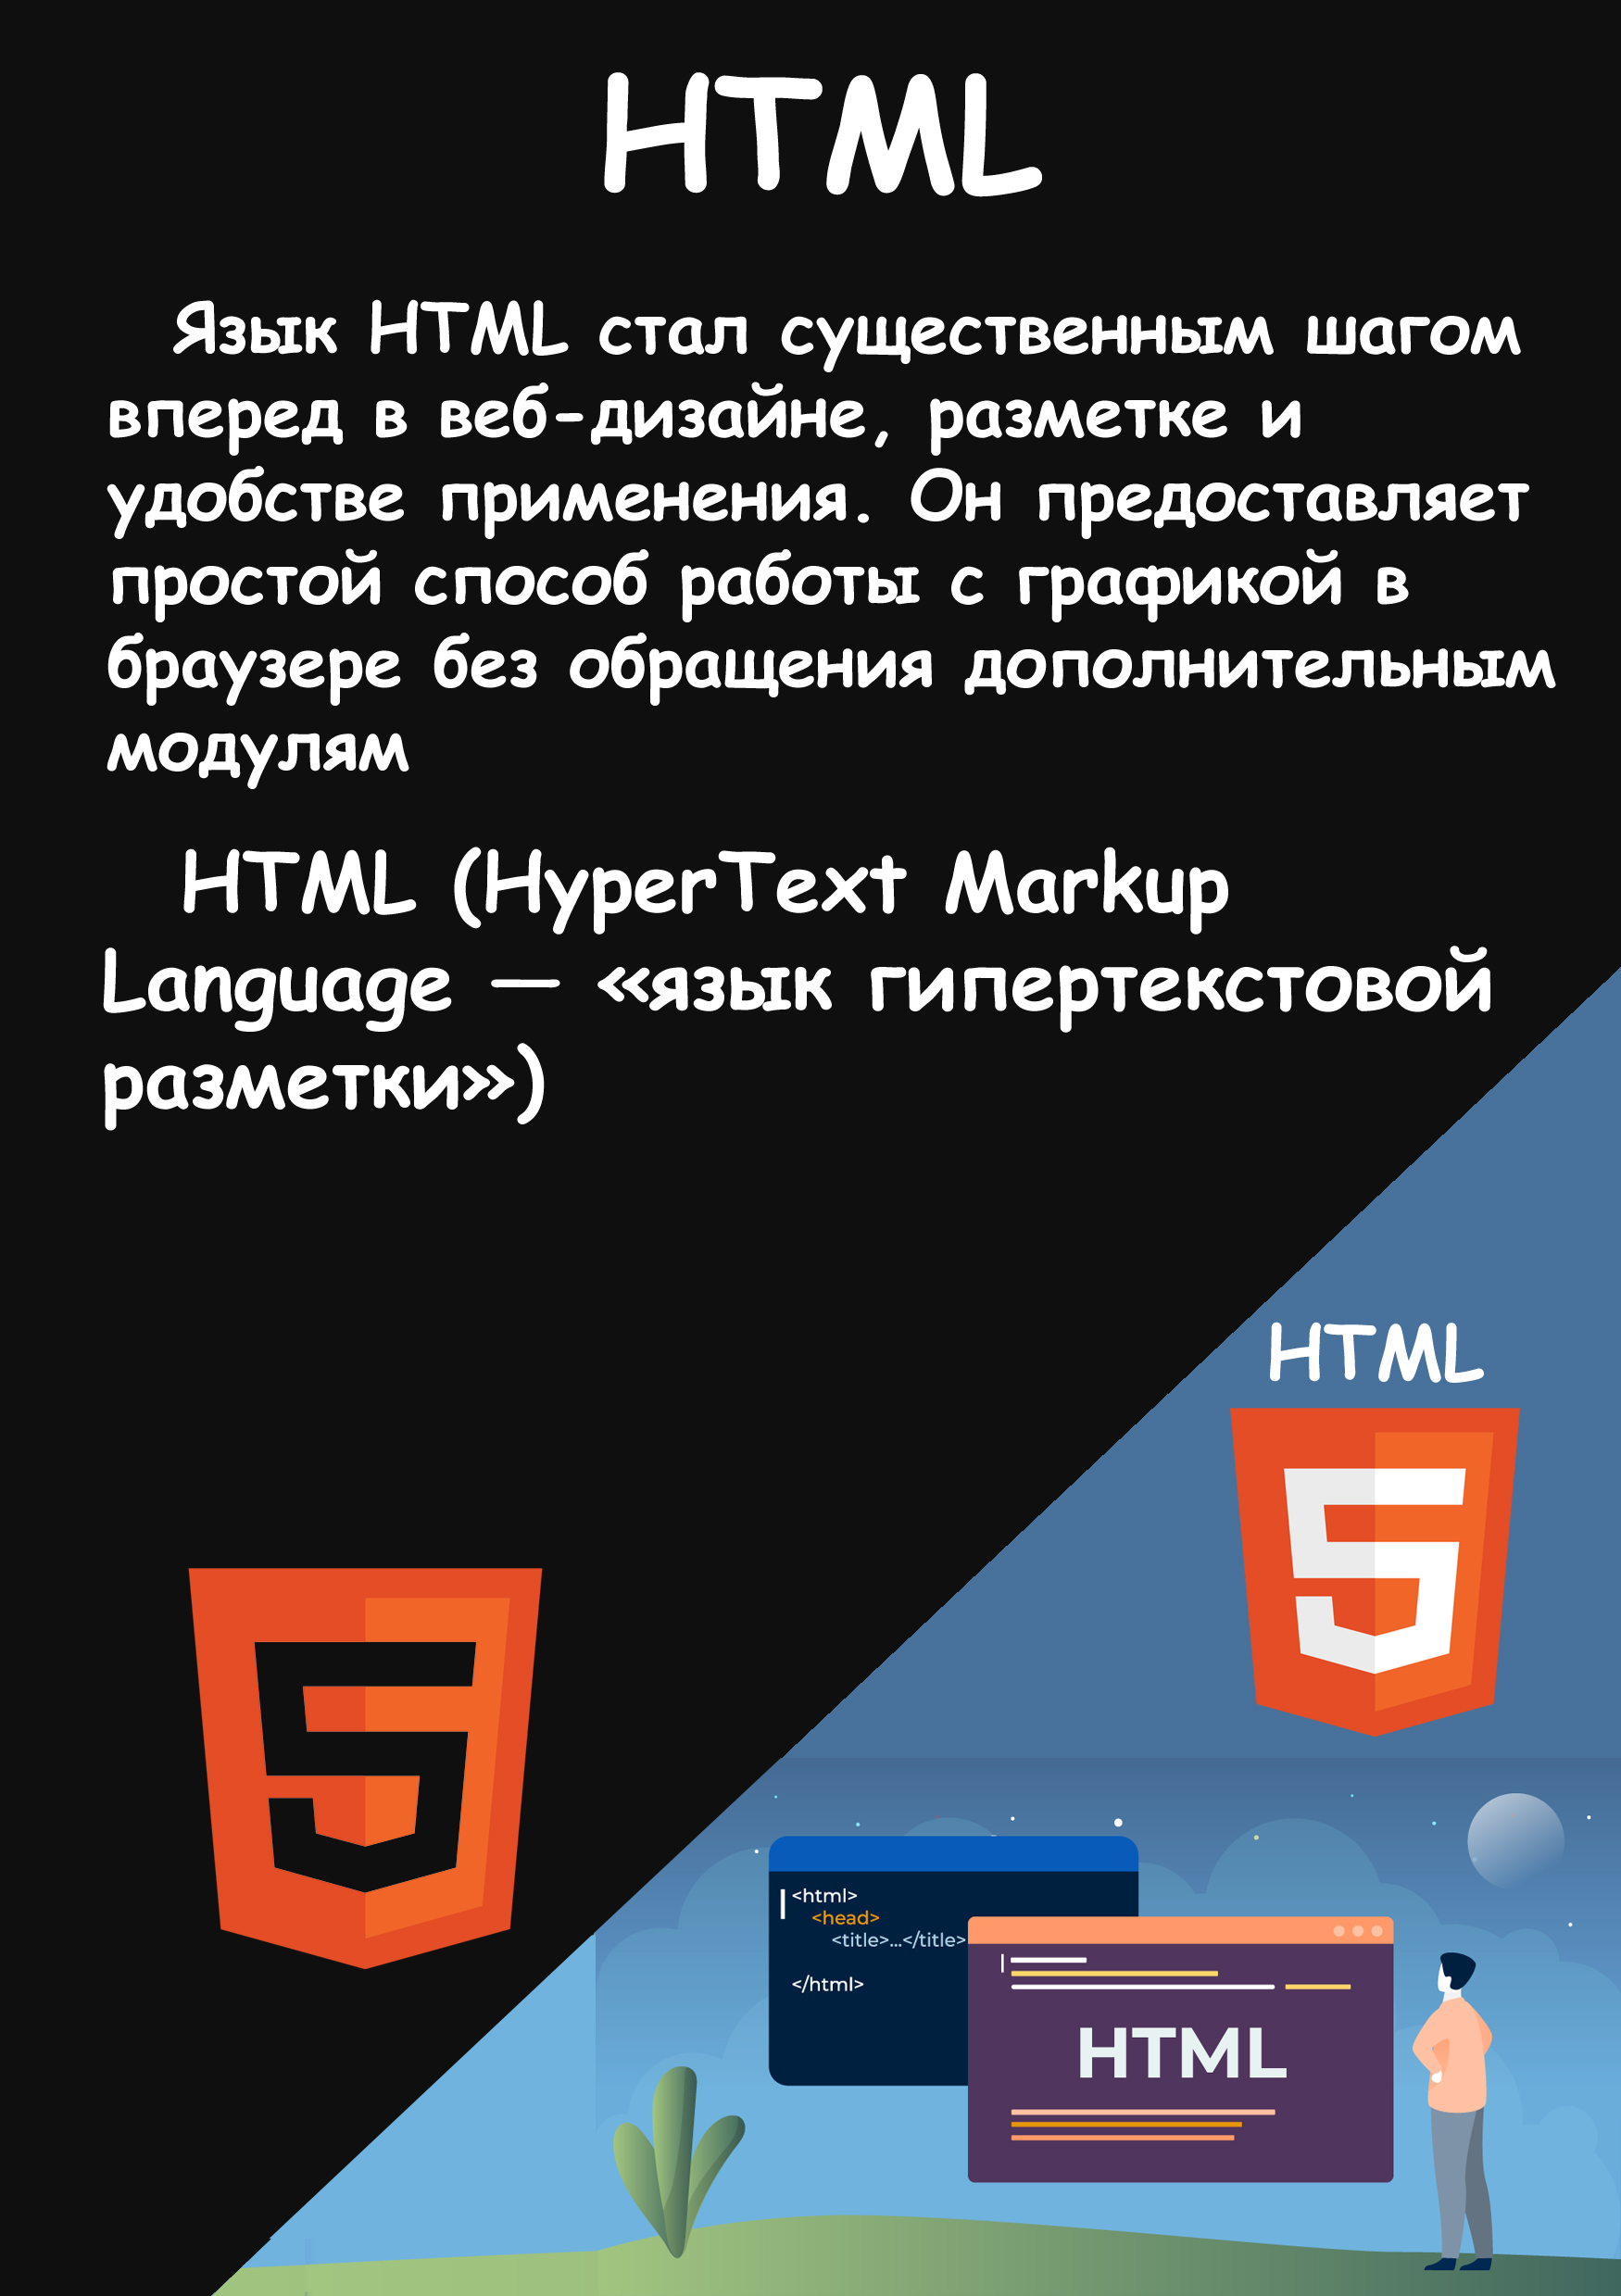 HTML
Язык HTML стал существенным шагом
вперед в веб-дизайне, разметке и
удобстве применения. Он предоставляет
простой способ работы с графикой в
браузере без обращения дополнительным
модулям
HTML (HyperText Markup
Language — «язык гипертекстовой
разметки»)
HTML
5
5
<html>
<head>
<title>...</title>
</html>
HTML